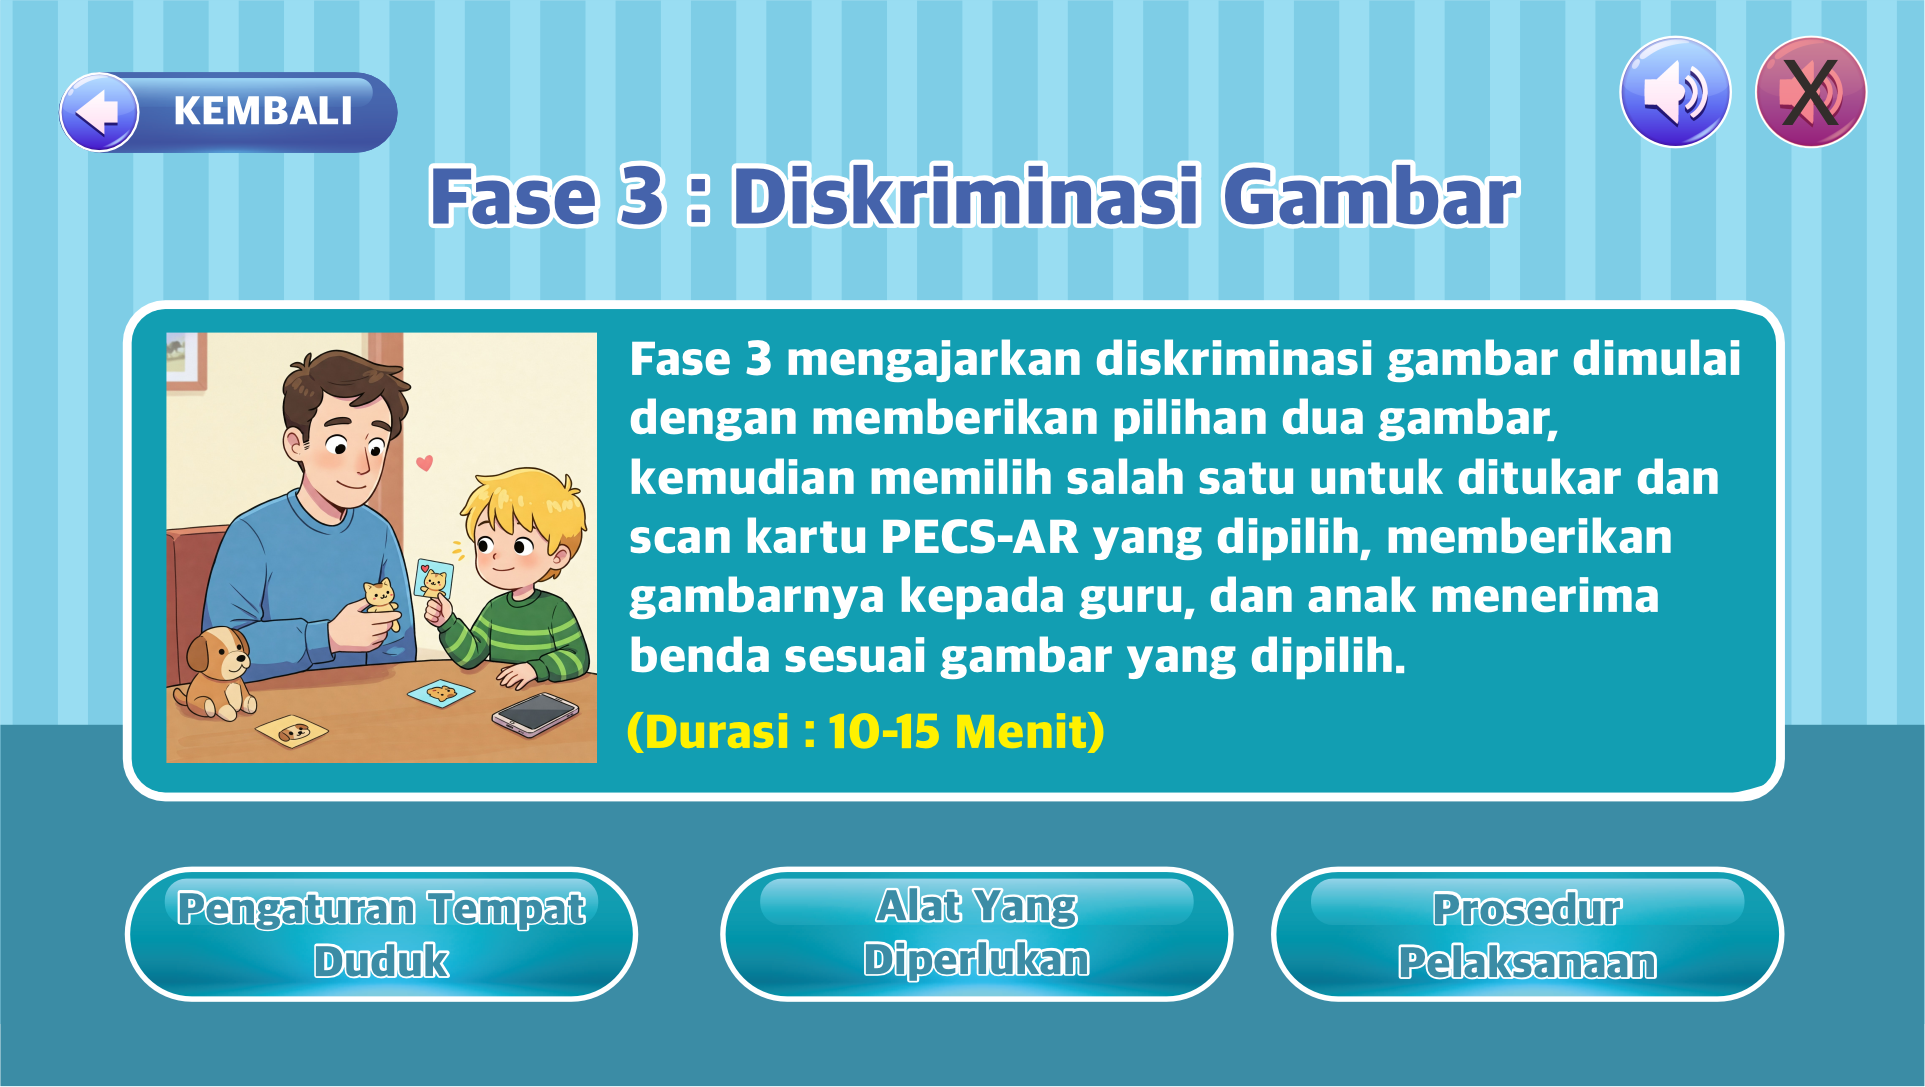 KEMBALI
X
Fase 3 : Diskriminasi Gambar
Fase 3 mengajarkan diskriminasi gambar dimulai
dengan memberikan pilihan dua gambar,
kemudian memilih salah satu untuk ditukar dan
scan kartu PECS-AR yang dipilih, memberikan
gambarnya kepada guru, dan anak menerima
benda sesuai gambar yang dipilih.
(Durasi : 10-15 Menit)
Pengaturan Tempat
Duduk
Alat Yang
Diperlukan
Prosedur
Pelaksanaan